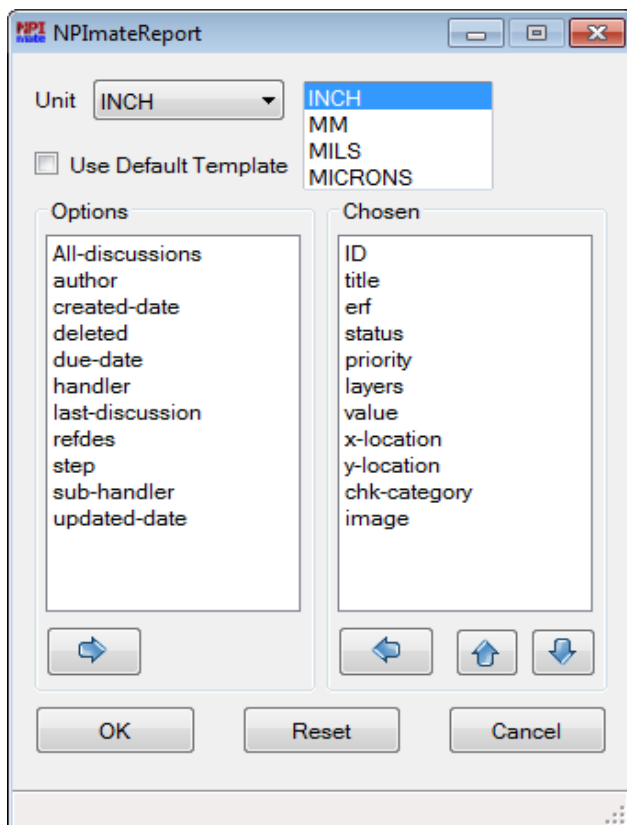 NPI
mate NPImateReport
Unit INCH
INCH
MM
MILS
MICRONS
Use Default Template
Options
All-discussions
author
created-date
deleted
due-date
handler
last-discussion
refdes
step
sub-handler
updated-date
Chosen
ID
title
erf
status
priority
layers
value
x-location
y-location
chk-category
image
OK
Reset
Cancel